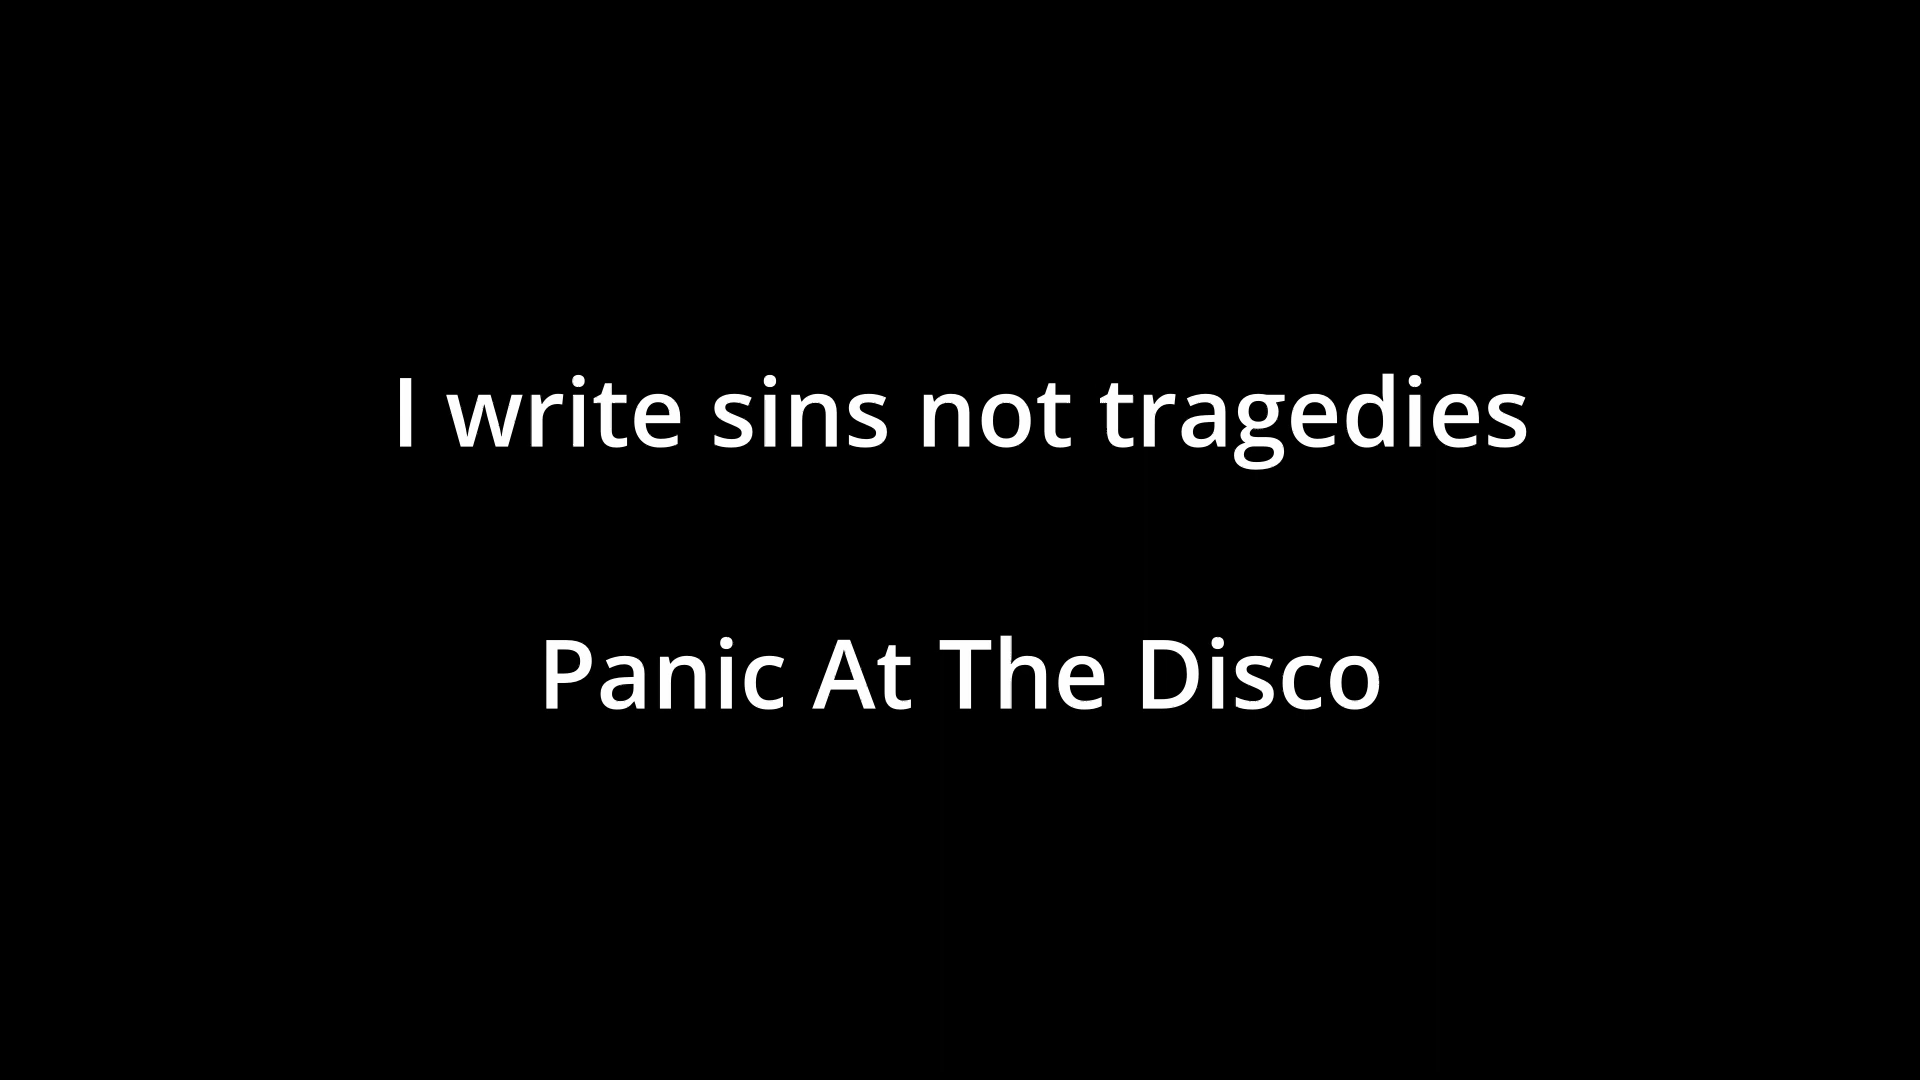 I write sins not tragedies
Panic At The Disco